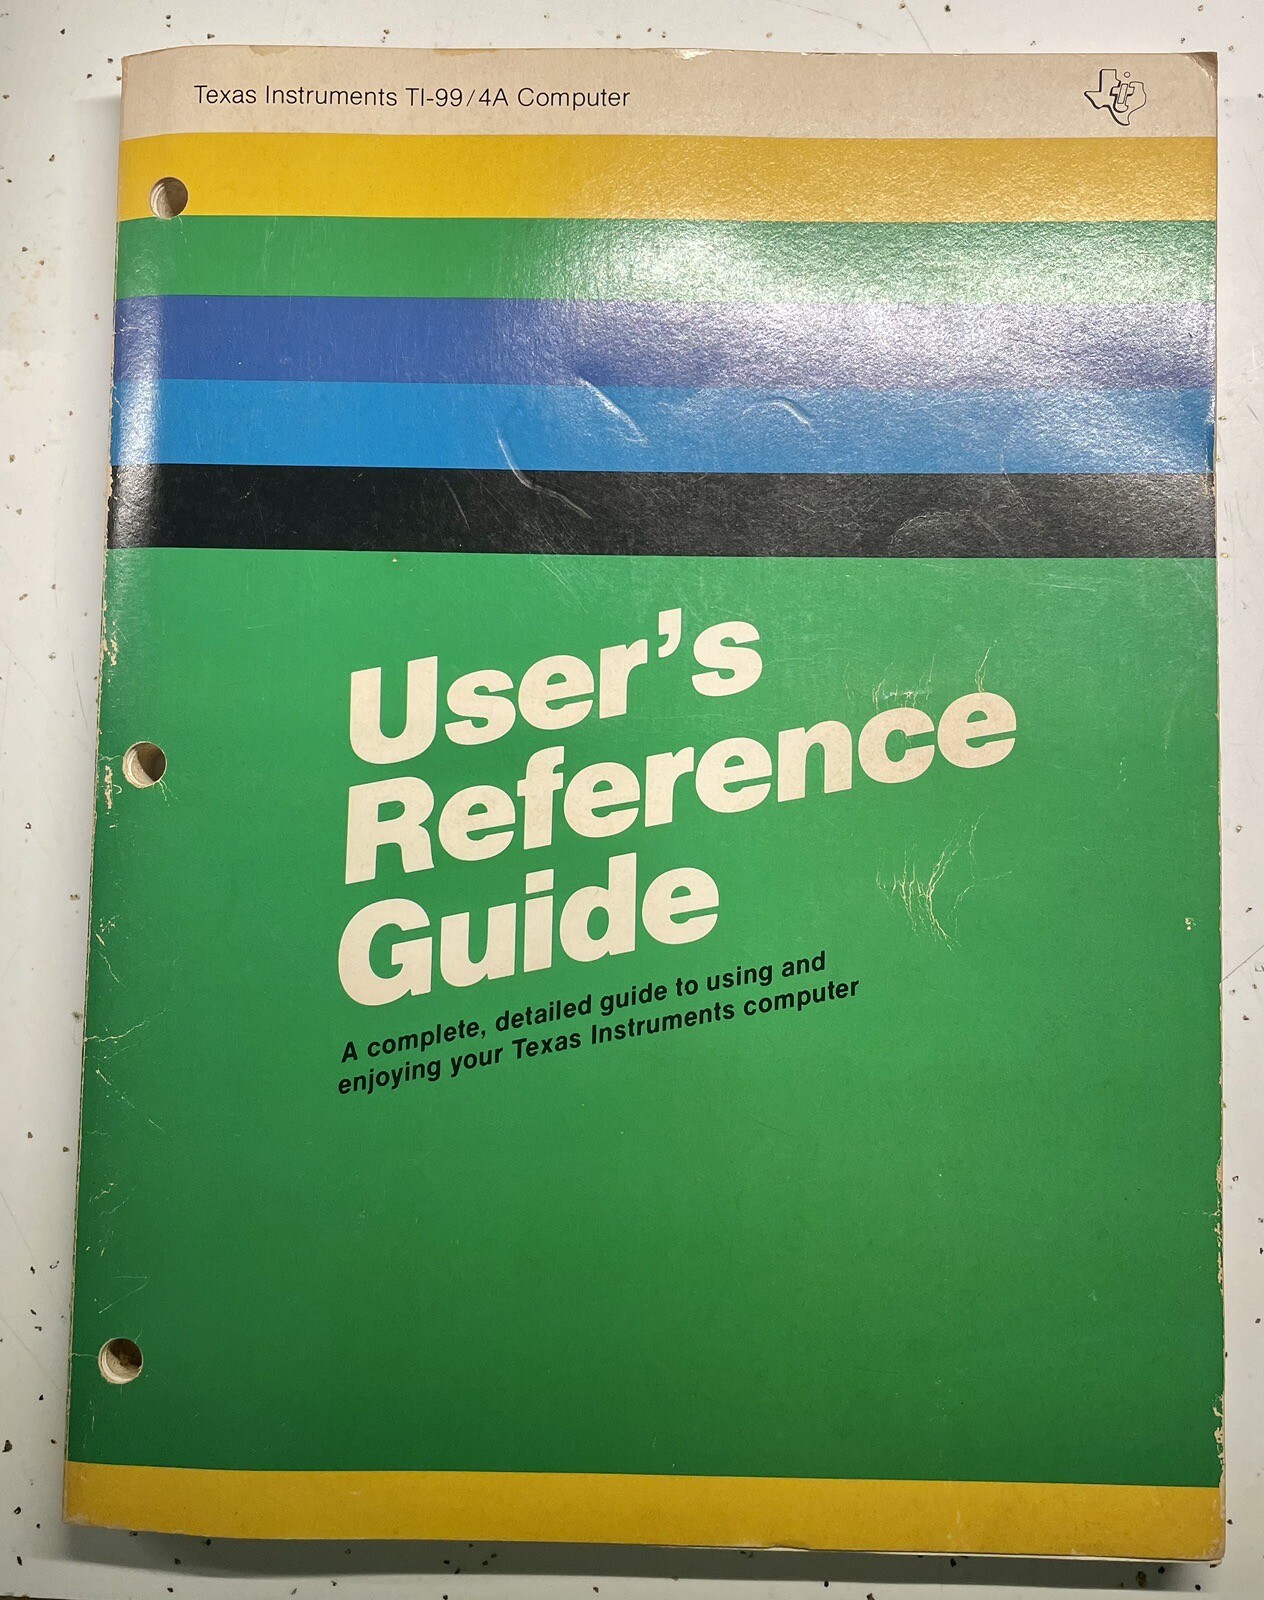 Texas Instruments TI-99/4A Computer
User's
Reference
Guide
A complete, detailed guide to using and
enjoying your Texas Instruments computer